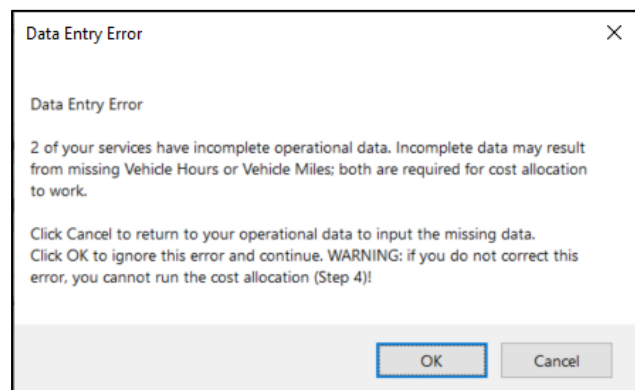 Data Entry Error
Data Entry Error
2 of your services have incomplete operational data. Incomplete data may result
from missing Vehicle Hours or Vehicle Miles; both are required for cost allocation
to work.
Click Cancel to return to your operational data to input the missing data.
Click OK to ignore this error and continue. WARNING: if you do not correct this
error, you cannot run the cost allocation (Step 4)!
OK
Cancel